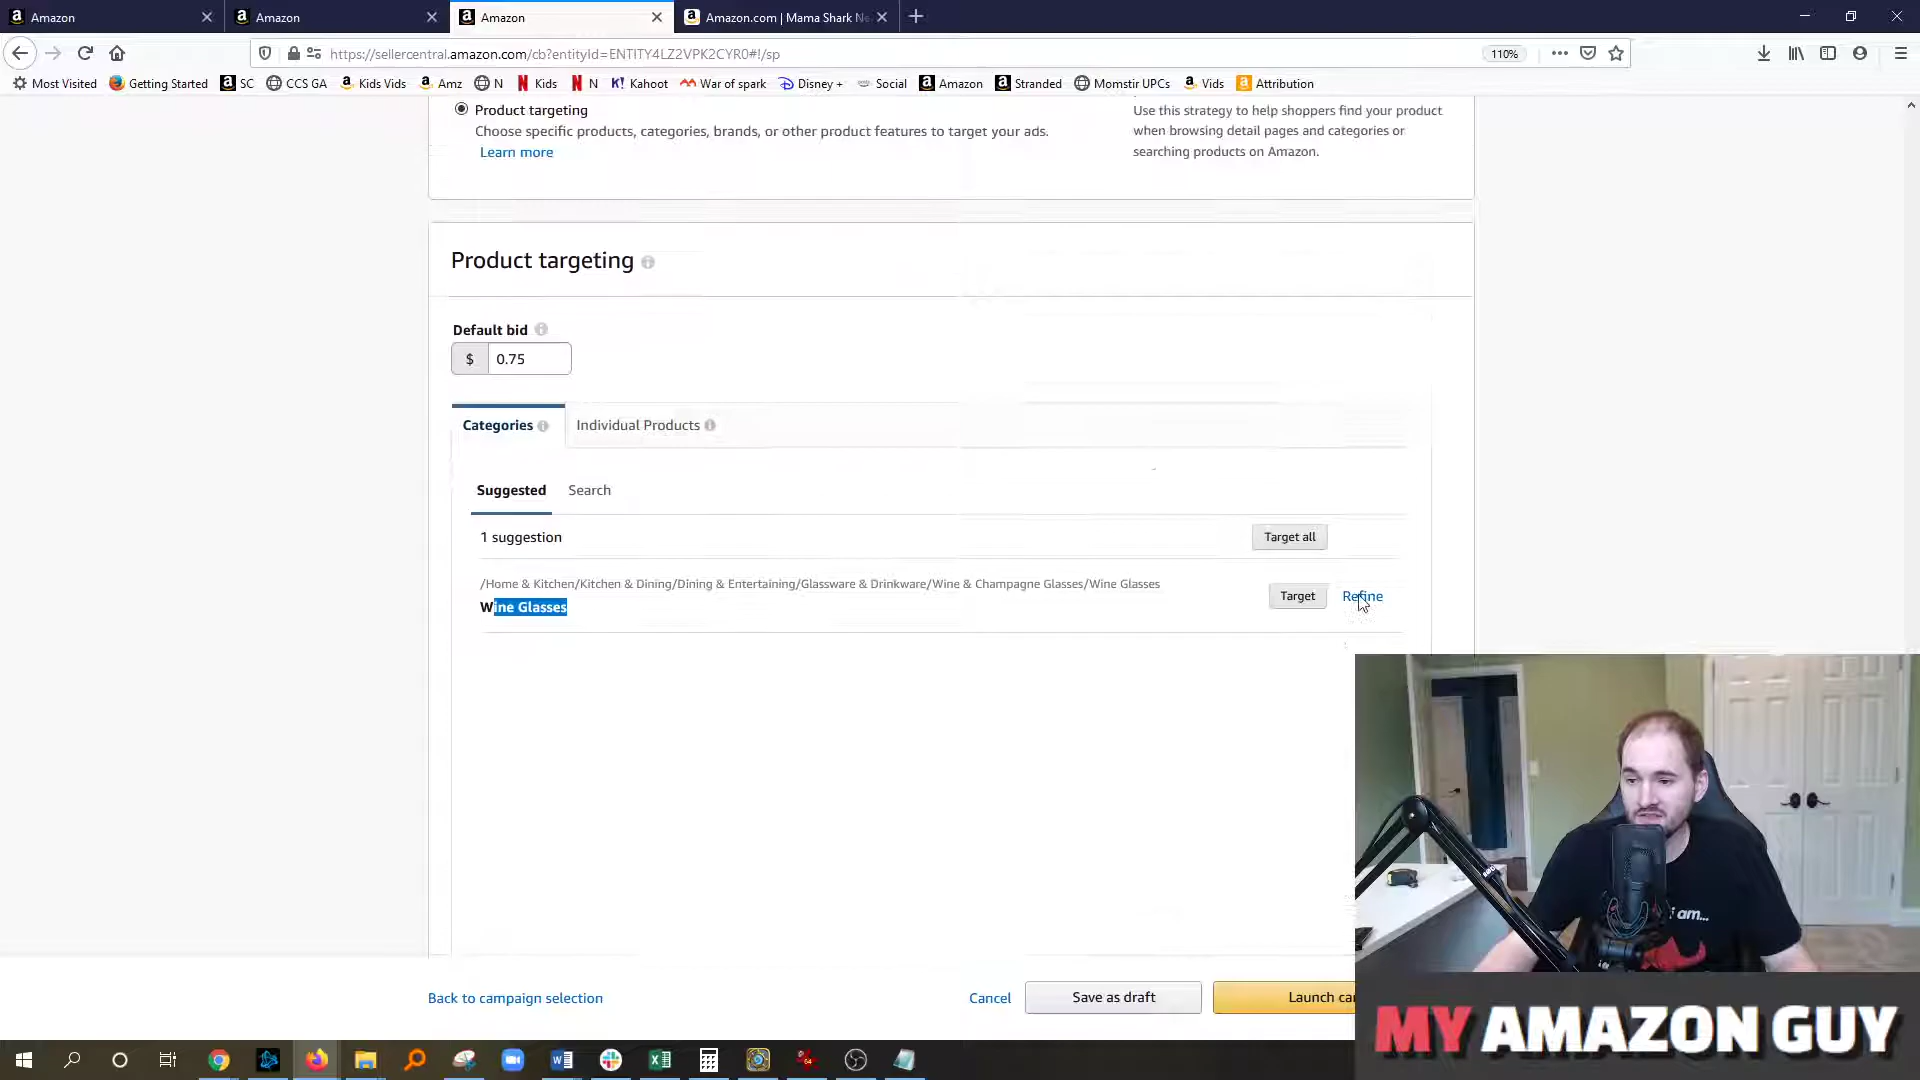 Amazon
Amazon
Amazon
Amazon.com | Mama Shark Ne
https://sellercentral.amazon.com/cb?entityId=ENTITY4LZ2VPK2CYR0#!/sp
110%
Most Visited
Getting Started
SC
CCS GA
Kids Vids
Amz
N
Kids
N
Kahoot
War of spark
Disney +
Social
Amazon
Stranded
Momstir UPCs
Vids
Attribution
Product targeting
Choose specific products, categories, brands, or other product features to target your ads.
Learn more
Use this strategy to help shoppers find your product
when browsing detail pages and categories or
searching products on Amazon.
Product targeting
Default bid
$ 0.75
Categories
Individual Products
Suggested
Search
1 suggestion
Target all
/Home & Kitchen/Kitchen & Dining/Dining & Entertaining/Glassware & Drinkware/Wine & Champagne Glasses/Wine Glasses
Wine Glasses
Target
Refine
Back to campaign selection
Cancel
Save as draft
Launch ca
i am...
MY AMAZON GUY